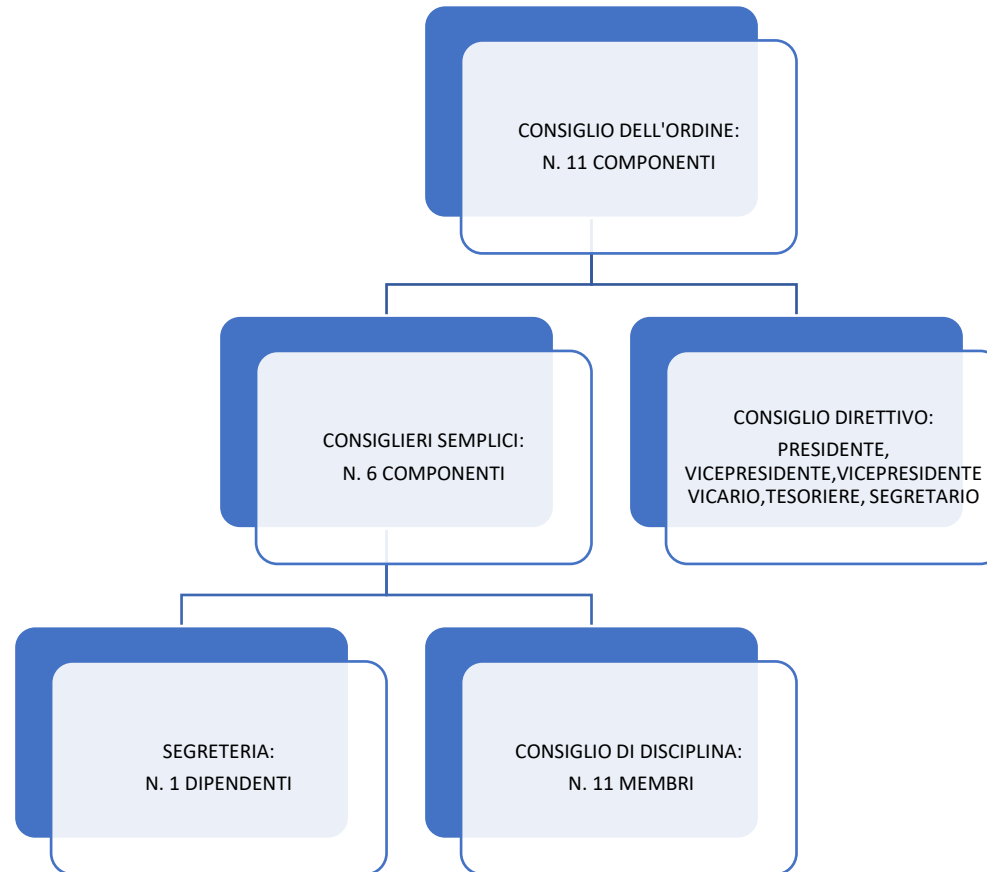 CONSIGLIO DELL'ORDINE:
N. 11 COMPONENTI
CONSIGLIERI SEMPLICI:
N. 6 COMPONENTI
CONSIGLIO DIRETTIVO:
PRESIDENTE,
VICEPRESIDENTE,VICEPRESIDENTE
VICARIO,TESORIERE, SEGRETARIO
SEGRETERIA:
N. 1 DIPENDENTI
CONSIGLIO DI DISCIPLINA:
N. 11 MEMBRI